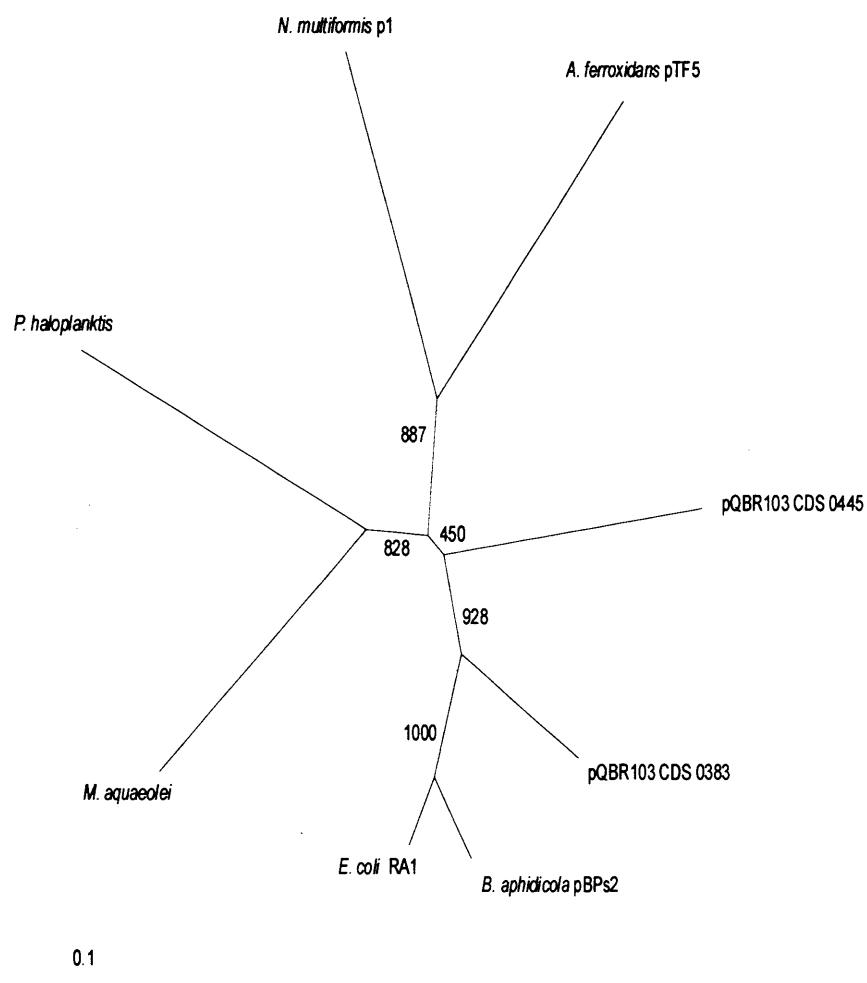 N. multiformis p1
A. ferroxidans pTF5
P. haloplanktis
887
pQBR103 CDS 0445
450
828
928
1000
pQBR103 CDS 0383
M. aquaeolei
E. coli RA1
B. aphidicola pBPs2
0.1